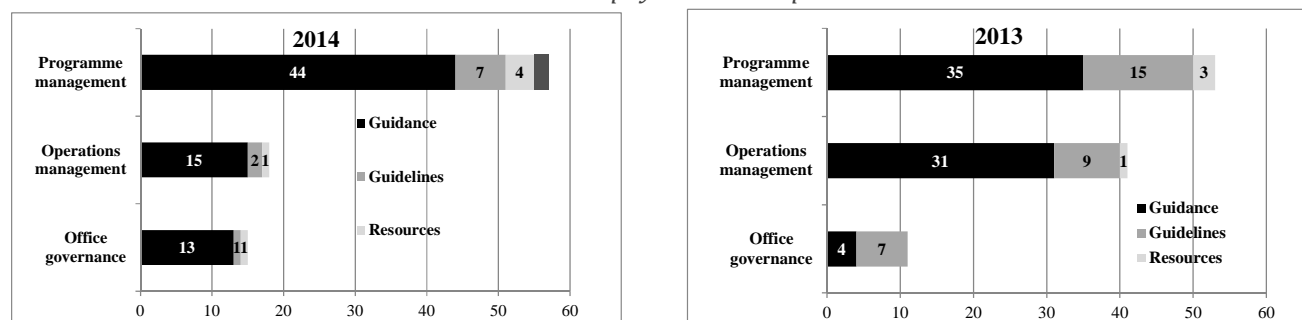 2014
Programme
management
44 7 4
Operations
management
15 2 1
Office
governance
13 1 1
Guidance
Guidelines
Resources
0 10 20 30 40 50 60
2013
Programme
management
35 15 3
Operations
management
31 9 1
Office
governance
4 7
Guidance
Guidelines
Resources
0 10 20 30 40 50 60